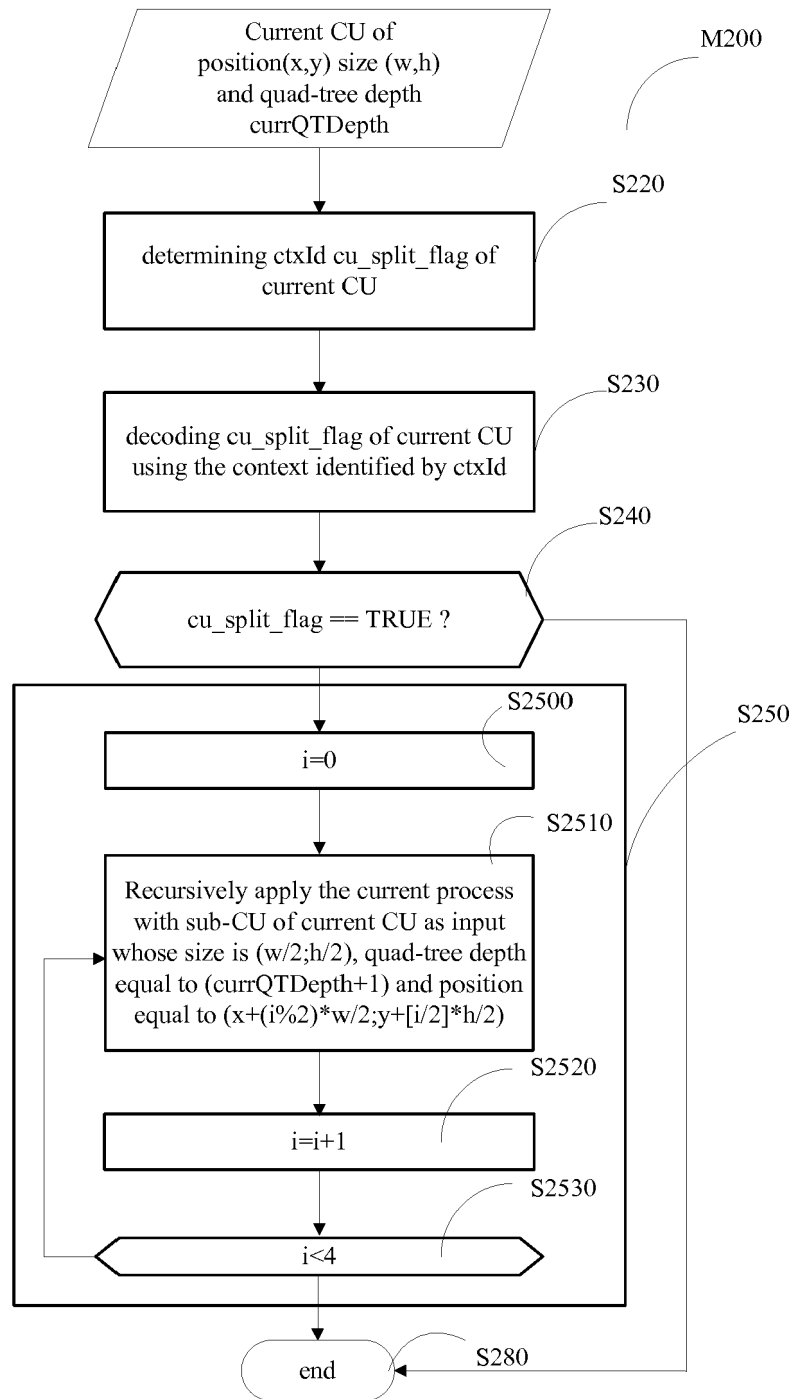 Current CU of
position(x,y) size (w,h)
and quad-tree depth
currQTDepth
M200
S220
determining ctxId cu_split_flag of
current CU
S230
decoding cu_split_flag of current CU
using the context identified by ctxId
S240
cu_split_flag == TRUE ?
S2500
S250
i=0
S2510
Recursively apply the current process
with sub-CU of current CU as input
whose size is (w/2;h/2), quad-tree depth
equal to (currQTDepth+1) and position
equal to (x+(i%2)*w/2;y+[i/2]*h/2)
S2520
i=i+1
S2530
i<4
S280
end